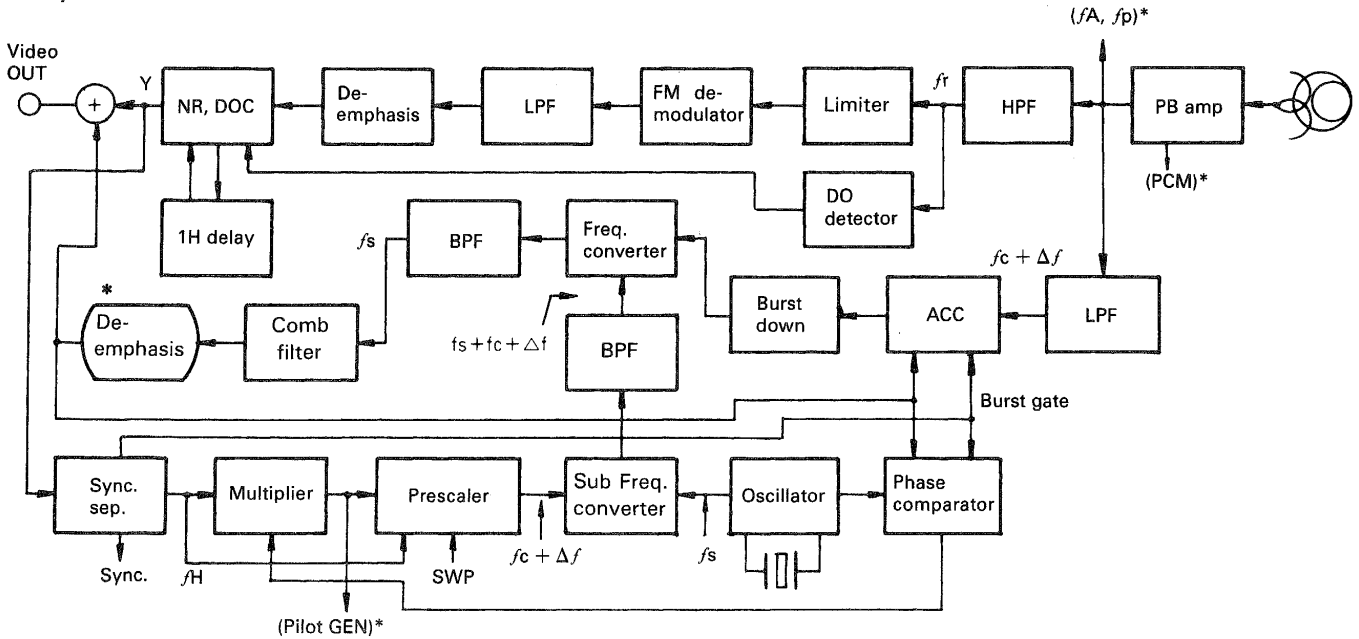 (fA, fp)*
Video
OUT
+
Y
NR, DOC
De-
emphasis
LPF
FM de-
modulator
Limiter
fr
HPF
PB amp
(PCM)*
1H delay
fs
BPF
Freq.
converter
DO
detector
fc + Δf
*
De-
emphasis
Comb
filter
fs+fc+△f
BPF
Burst
down
ACC
LPF
Burst gate
Sync.
sep.
Multiplier
Prescaler
Sub Freq.
converter
Oscillator
Phase
comparator
Sync.
fH
SWP
fc + Δf
fs
(Pilot GEN)*